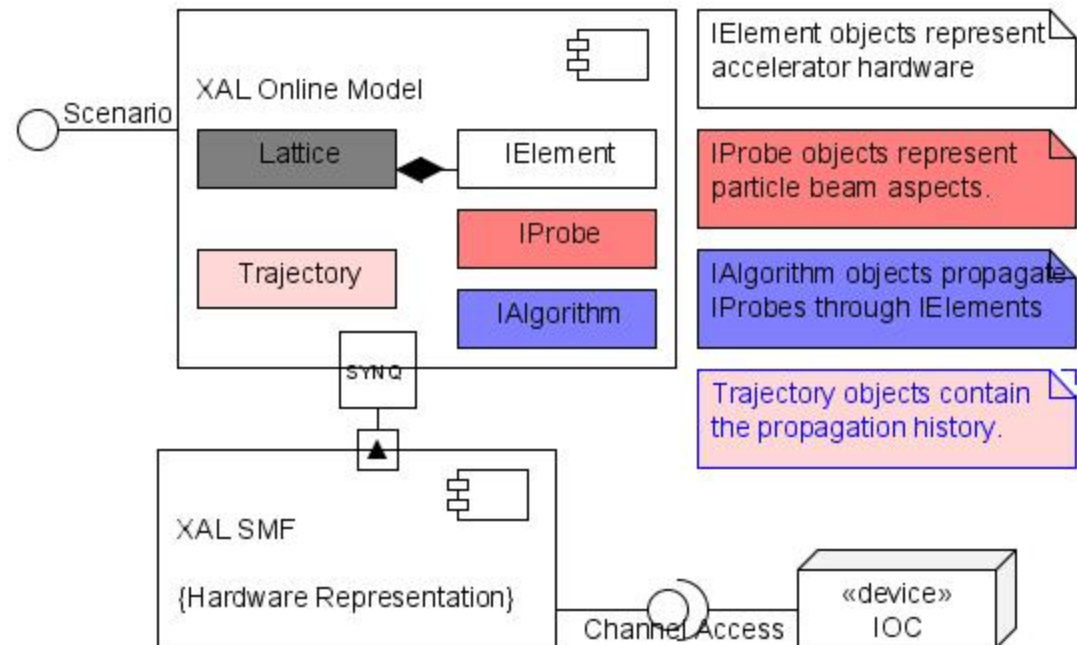 Scenario
XAL Online Model
Lattice
IElement
IProbe
Trajectory
IAlgorithm
SYNQ
IElement objects represent
accelerator hardware
IProbe objects represent
particle beam aspects.
IAlgorithm objects propagate
IProbes through IElements
Trajectory objects contain
the propagation history.
XAL SMF
{Hardware Representation}
Channel Access
«device»
IOC